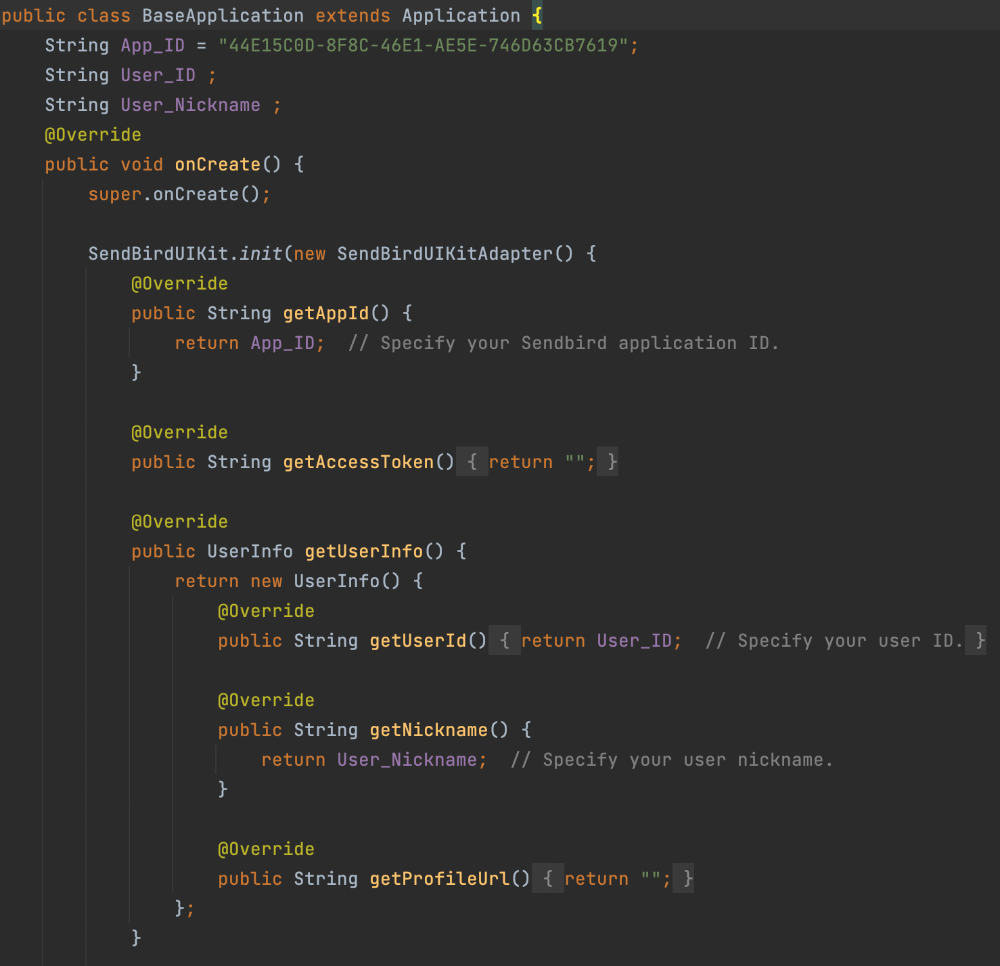 public class BaseApplication extends Application {
    String App_ID = "44E15C0D-8F8C-46E1-AE5E-746D63CB7619";
    String User_ID ;
    String User_Nickname ;
    @Override
    public void onCreate() {
        super.onCreate();

        SendBirdUIKit.init(new SendBirdUIKitAdapter() {
            @Override
            public String getAppId() {
                return App_ID;  // Specify your Sendbird application ID.
            }

            @Override
            public String getAccessToken() { return ""; }

            @Override
            public UserInfo getUserInfo() {
                return new UserInfo() {
                    @Override
                    public String getUserId() { return User_ID;  // Specify your user ID. }

                    @Override
                    public String getNickname() {
                        return User_Nickname;  // Specify your user nickname.
                    }

                    @Override
                    public String getProfileUrl() { return ""; }
                };
            }